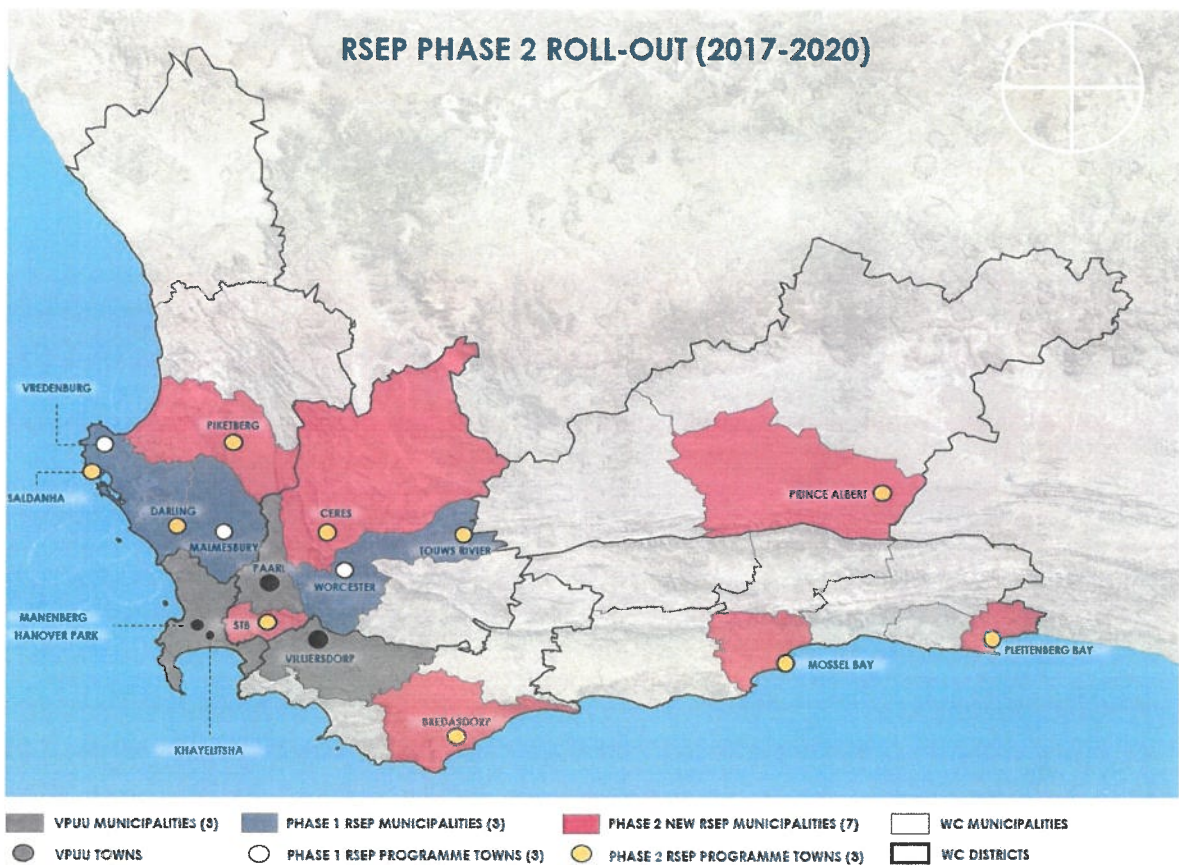 RSEP PHASE 2 ROLL-OUT (2017-2020)
VREDENBURG
PIKETBERG
SALDANHA
DARLING
MALMESBURY
CERES
TOUWS RIVIER
PRINCE ALBERT
PAARL
WORCESTER
MANENBERG
HANOVER PARK
STB
VILLIERSDORP
PLEITENBERG BAY
MOSSEL BAY
BREDASDORP
KHAYELITSHA
VPUU MUNICIPALITIES (3)
PHASE 1 RSEP MUNICIPALITIES (3)
PHASE 2 NEW RSEP MUNICIPALITIES (7)
WC MUNICIPALITIES
VPUU TOWNS
PHASE 1 RSEP PROGRAMME TOWNS (3)
PHASE 2 RSEP PROGRAMME TOWNS (3)
WC DISTRICTS